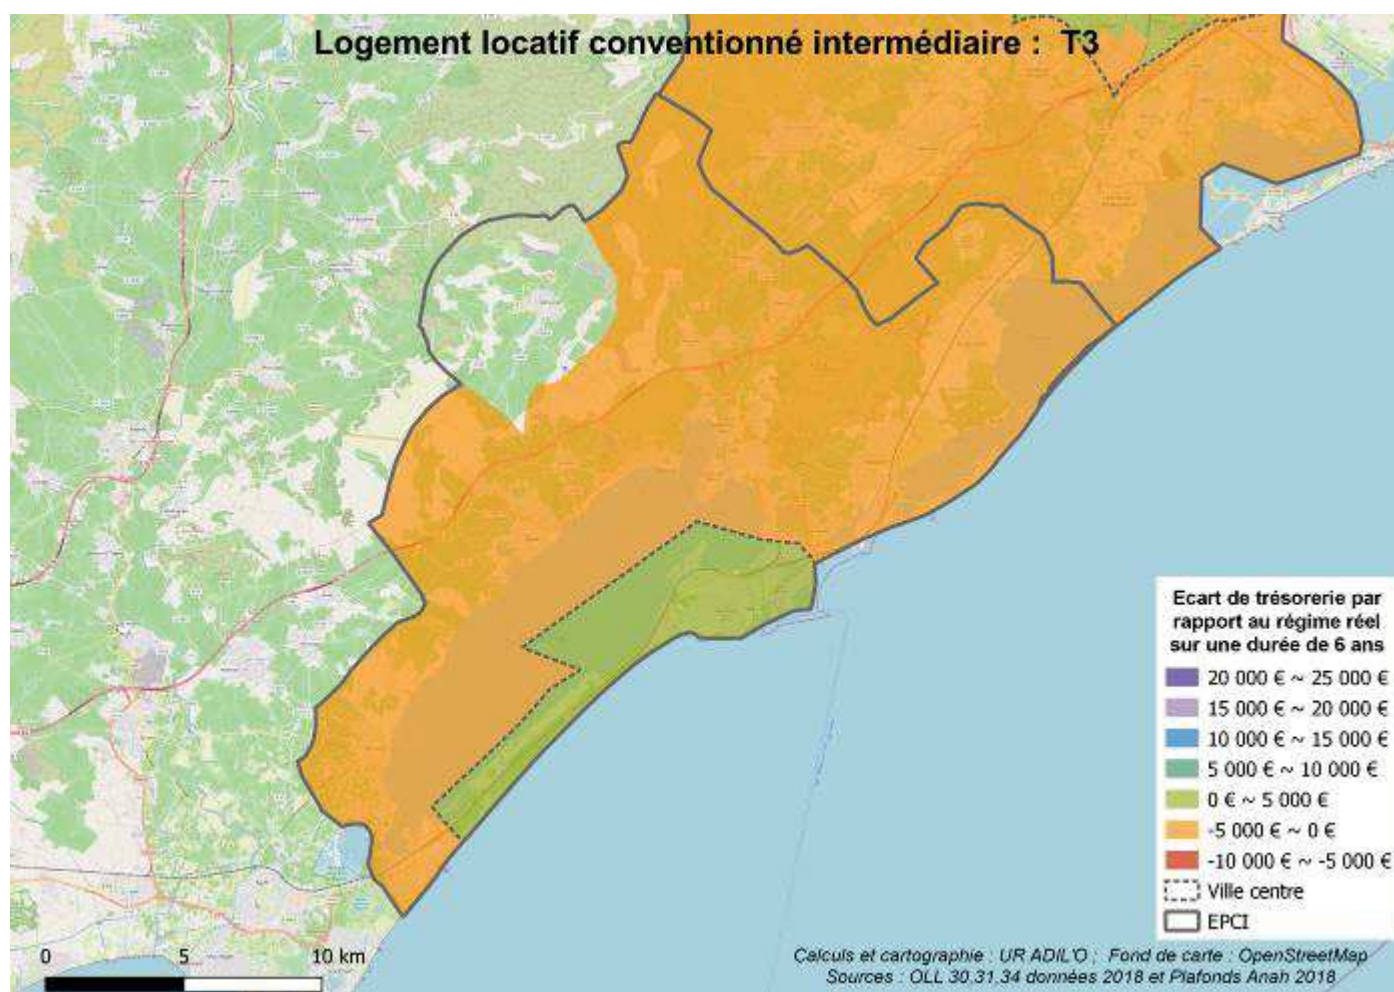 Logement locatif conventionné intermédiaire : T3
Ecart de trésorerie par
rapport au régime réel
sur une durée de 6 ans
20 000 € ~ 25 000 €
15 000 € ~ 20 000 €
10 000 € ~ 15 000 €
5 000 € ~ 10 000 €
0 € ~ 5 000 €
-5 000 € ~ 0 €
-10 000 € ~ -5 000 €
Ville centre
EPCI
0 5 10 km
Calculs et cartographie : UR ADIL'O ; Fond de carte : OpenStreetMap
Sources : OLL 30,31,34 données 2018 et Plafonds Anah 2018